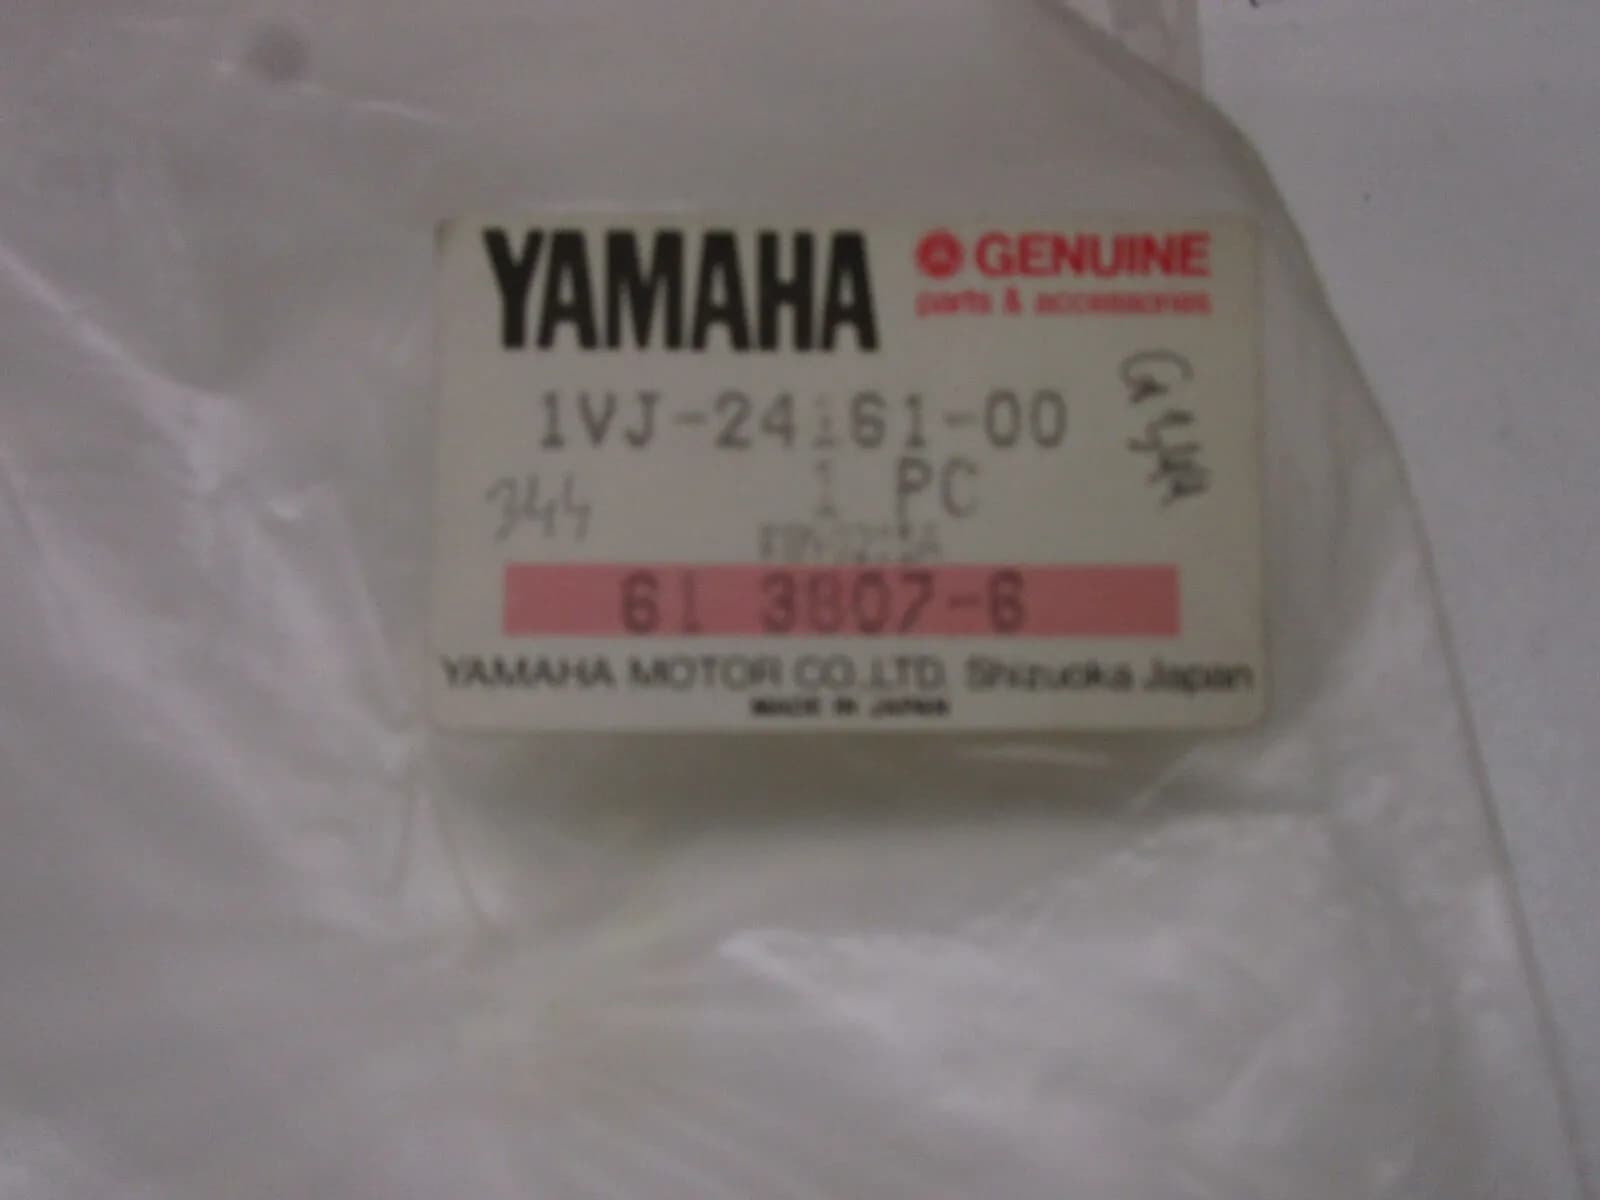 YAMAHA
GENUINE
parts & accessories
1VJ-24161-00
1 PC
344
61 3807-6
YAMAHA MOTOR CO.,LTD. Shizuoka Japan
MADE IN JAPAN